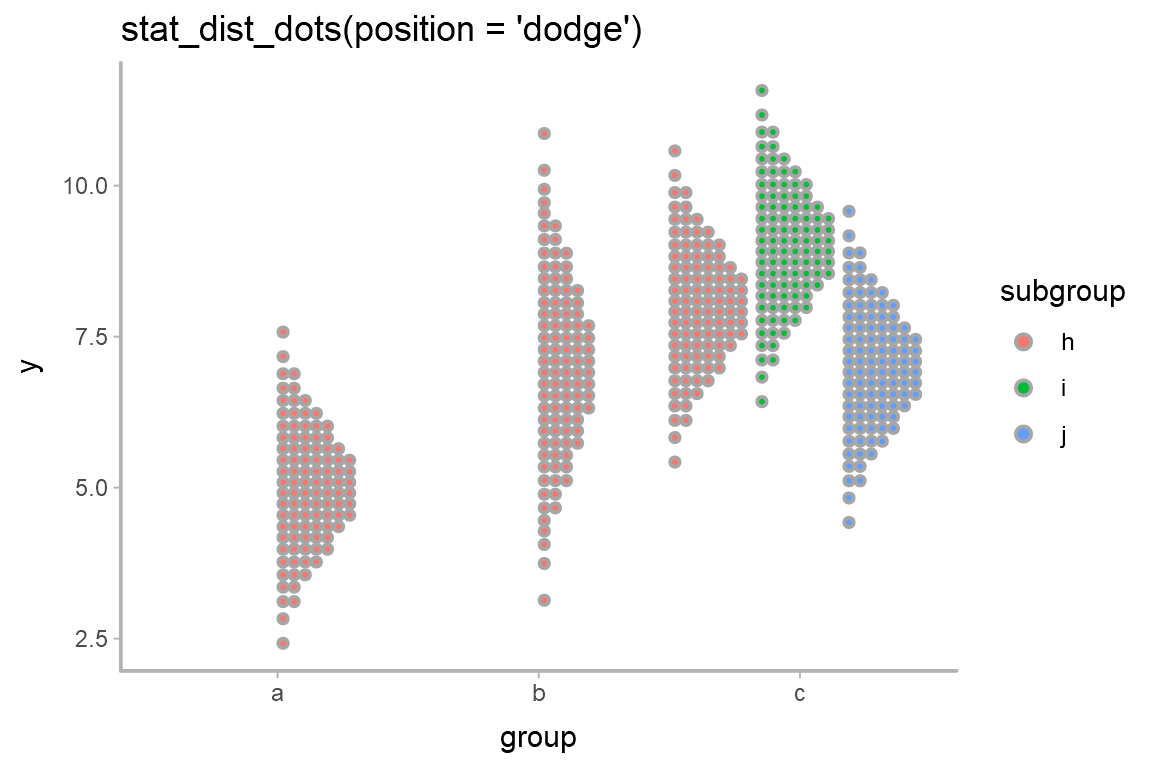 stat_dist_dots(position = 'dodge')
10.0
7.5
5.0
2.5
y
a
b
c
group
subgroup
h
i
j